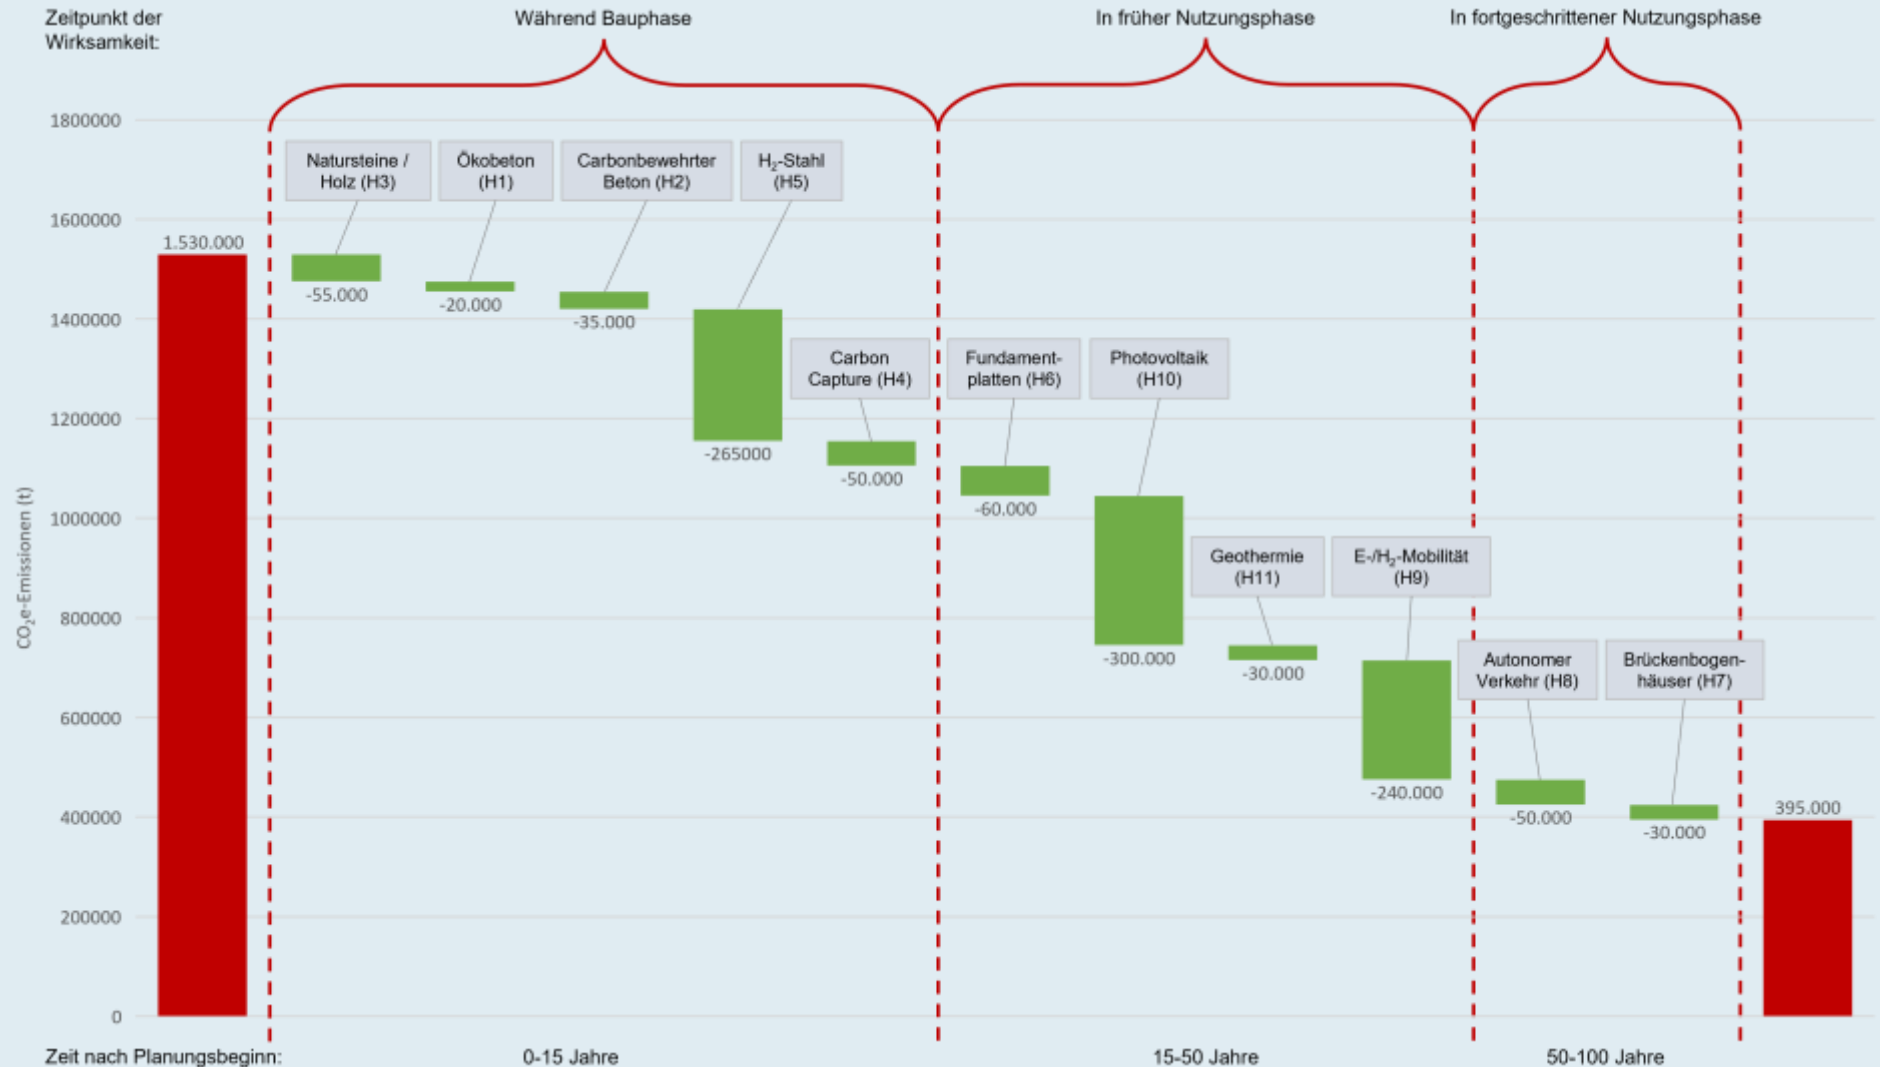 Zeitpunkt der
Wirksamkeit:
Während Bauphase
In früher Nutzungsphase
In fortgeschrittener Nutzungsphase
1800000
1600000
1400000
1200000
1000000
800000
600000
400000
200000
0
CO₂e-Emissionen (t)
1.530.000
Natursteine /
Holz (H3)
-55.000
Ökobeton
(H1)
-20.000
Carbonbewehrter
Beton (H2)
-35.000
H₂-Stahl
(H5)
-265000
Carbon
Capture (H4)
-50.000
Fundament-
platten (H6)
-60.000
Photovoltaik
(H10)
-300.000
Geothermie
(H11)
-30.000
E-/H₂-Mobilität
(H9)
-240.000
Autonomer
Verkehr (H8)
-50.000
Brückenbogen-
häuser (H7)
-30.000
395.000
Zeit nach Planungsbeginn:
0-15 Jahre
15-50 Jahre
50-100 Jahre